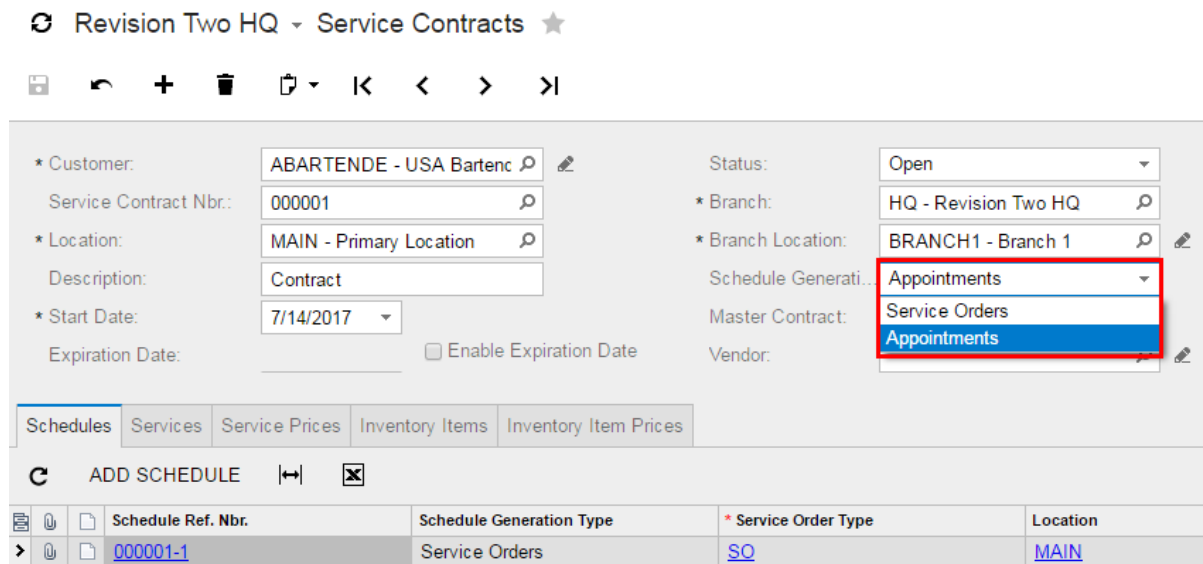 Revision Two HQ Service Contracts
* Customer: ABARTENDE - USA Bartenc Status: Open
Service Contract Nbr.: 000001 * Branch: HQ - Revision Two HQ
* Location: MAIN - Primary Location * Branch Location: BRANCH1 - Branch 1
Description: Contract Schedule Generati... Appointments
* Start Date: 7/14/2017 Master Contract: Service Orders
Appointments
Expiration Date: Enable Expiration Date Vendor:
Schedules Services Service Prices Inventory Items Inventory Item Prices
ADD SCHEDULE
Schedule Ref. Nbr. Schedule Generation Type * Service Order Type Location
000001-1 Service Orders SO MAIN